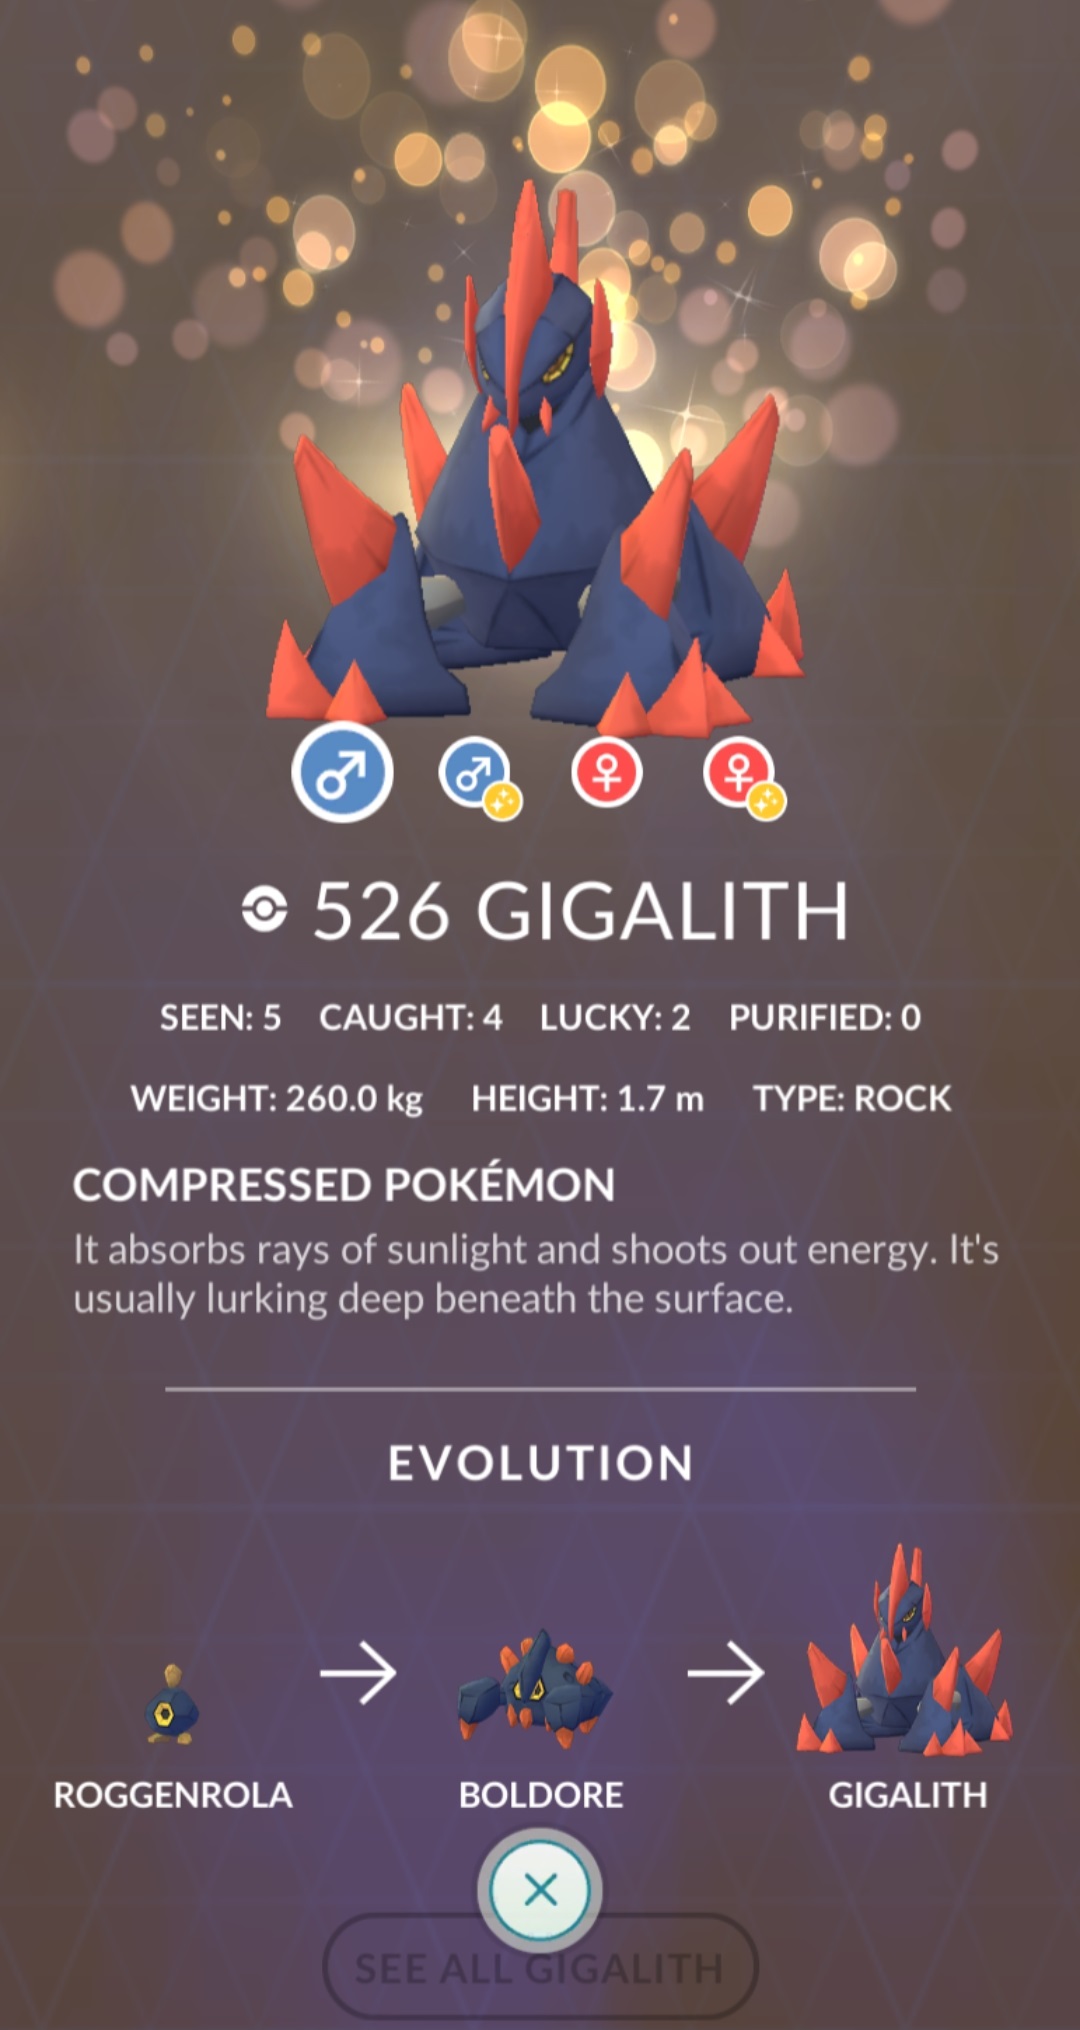 526 GIGALITH
SEEN: 5 CAUGHT: 4 LUCKY: 2 PURIFIED: 0
WEIGHT: 260.0 kg HEIGHT: 1.7 m TYPE: ROCK
COMPRESSED POKÉMON
It absorbs rays of sunlight and shoots out energy. It's
usually lurking deep beneath the surface.
EVOLUTION
ROGGENROLA BOLDORE GIGALITH
SEE ALL GIGALITH